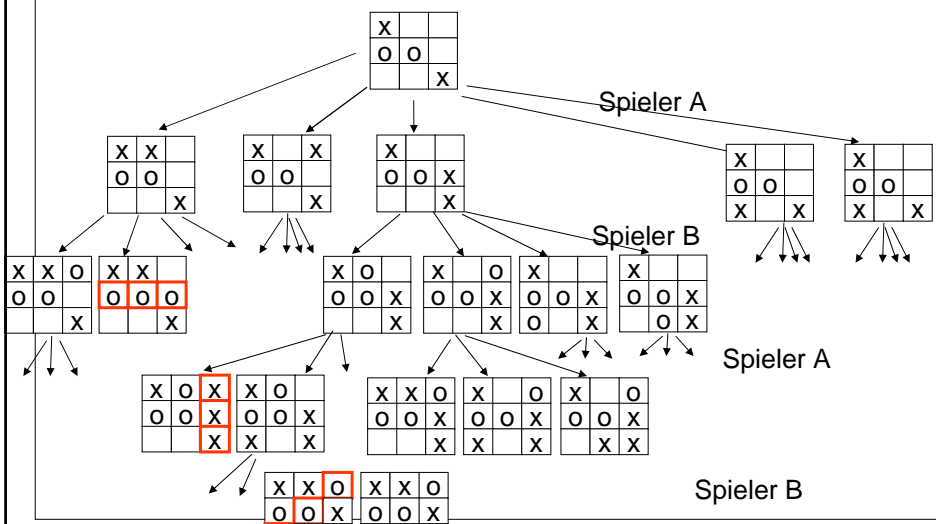 x
o o
x
Spieler A
x x x x x x x
o o o o o o x o o o o
x x x x x x x
Spieler B
x x o x x x o x o x x
o o o o o o o x o o x o o x o o x
x x x x o x o x
Spieler A
x o x x o x x o x o x o
o o x o o x o o x o o x o o x
x x x x x x x x
x x o x x o
Spieler B
o o x o o x